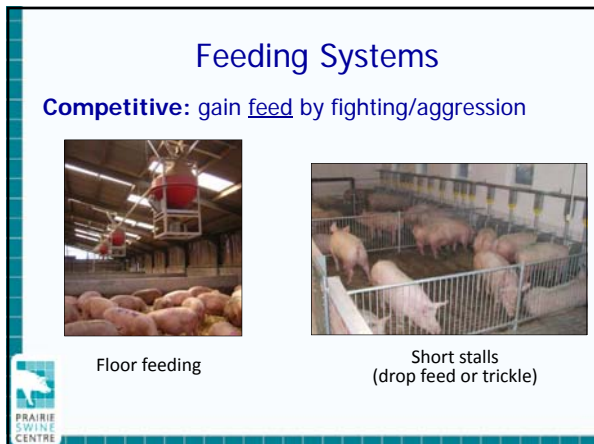 Feeding Systems
Competitive: gain feed by fighting/aggression
Floor feeding
Short stalls
(drop feed or trickle)
PRAIRIE
SWINE
CENTRE